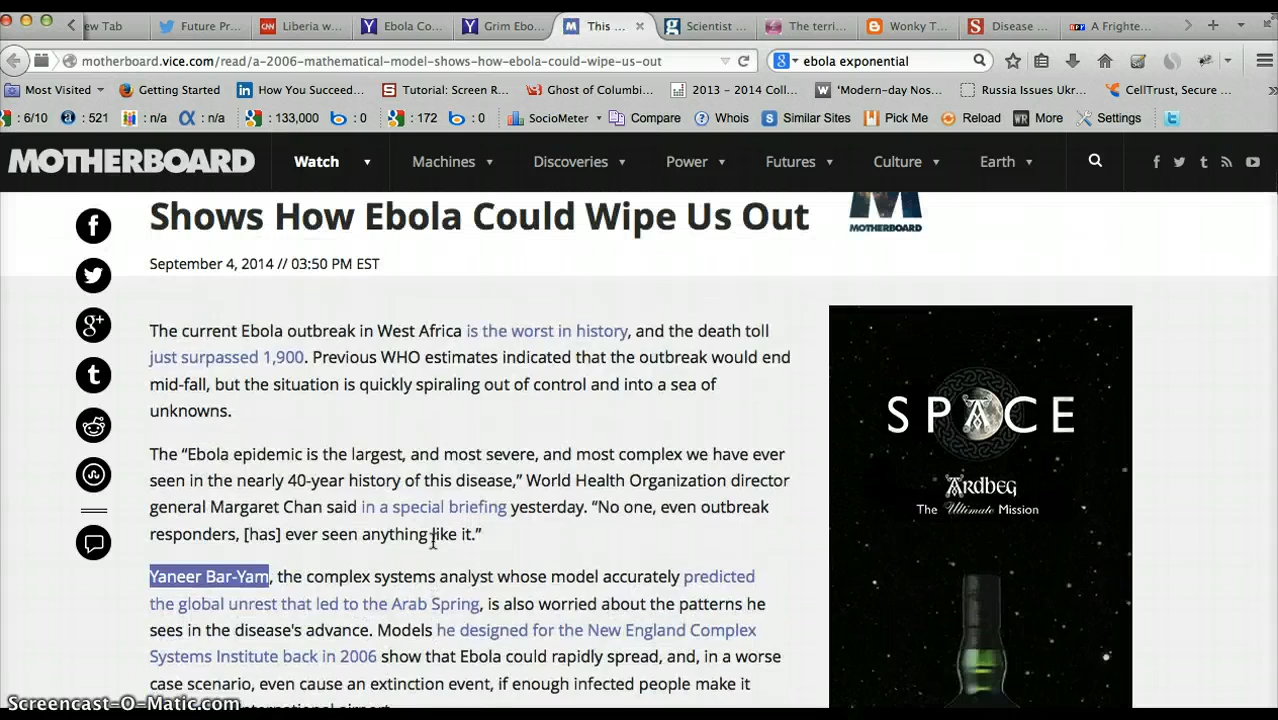 ew Tab
Future Pr...
Liberia w...
Ebola Co...
Grim Ebo...
This ...
Scientist ...
The terri...
Wonky T...
Disease ...
A Frighte...
motherboard.vice.com/read/a-2006-mathematical-model-shows-how-ebola-could-wipe-us-out
ebola exponential
Most Visited
Getting Started
How You Succeed...
Tutorial: Screen R...
Ghost of Columbi...
2013 - 2014 Coll...
'Modern-day Nos...
Russia Issues Ukr...
CellTrust, Secure ...
: 6/10
: 521
: n/a
: n/a
: 133,000
: 0
: 172
: 0
SocioMeter
Compare
Whois
Similar Sites
Pick Me
Reload
More
Settings
MOTHERBOARD
Watch
Machines
Discoveries
Power
Futures
Culture
Earth
Shows How Ebola Could Wipe Us Out
MOTHERBOARD
September 4, 2014 // 03:50 PM EST
The current Ebola outbreak in West Africa is the worst in history, and the death toll
just surpassed 1,900. Previous WHO estimates indicated that the outbreak would end
mid-fall, but the situation is quickly spiraling out of control and into a sea of
unknowns.
The “Ebola epidemic is the largest, and most severe, and most complex we have ever
seen in the nearly 40-year history of this disease,” World Health Organization director
general Margaret Chan said in a special briefing yesterday. “No one, even outbreak
responders, [has] ever seen anything like it.”
Yaneer Bar-Yam, the complex systems analyst whose model accurately predicted
the global unrest that led to the Arab Spring, is also worried about the patterns he
sees in the disease's advance. Models he designed for the New England Complex
Systems Institute back in 2006 show that Ebola could rapidly spread, and, in a worse
case scenario, even cause an extinction event, if enough infected people make it
international airport.
SPACE
ARDBEG
The Ultimate Mission
Screencast-O-Matic.com